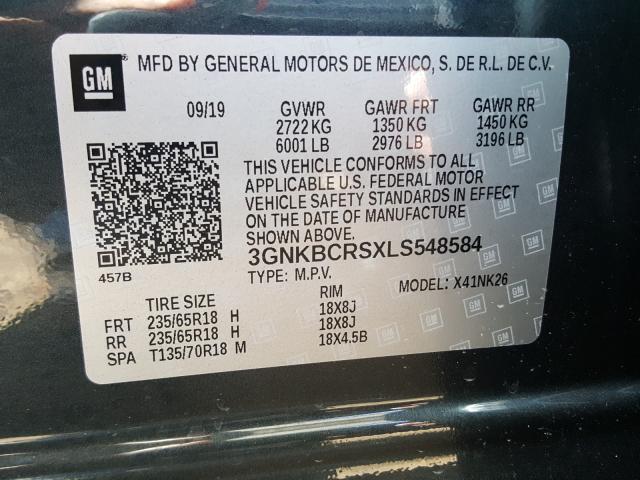 GM MFD BY GENERAL MOTORS DE MEXICO, S. DE R.L. DE C.V.
09/19 GVWR GAWR FRT GAWR RR
2722 KG 1350 KG 1450 KG
6001 LB 2976 LB 3196 LB
THIS VEHICLE CONFORMS TO ALL
APPLICABLE U.S. FEDERAL MOTOR
VEHICLE SAFETY STANDARDS IN EFFECT
ON THE DATE OF MANUFACTURE
SHOWN ABOVE.
3GNKBCRSXLS548584
457B
TYPE: M.P.V. MODEL: X41NK26
TIRE SIZE RIM
FRT 235/65R18 H 18X8J
RR 235/65R18 H 18X8J
SPA T135/70R18 M 18X4.5B